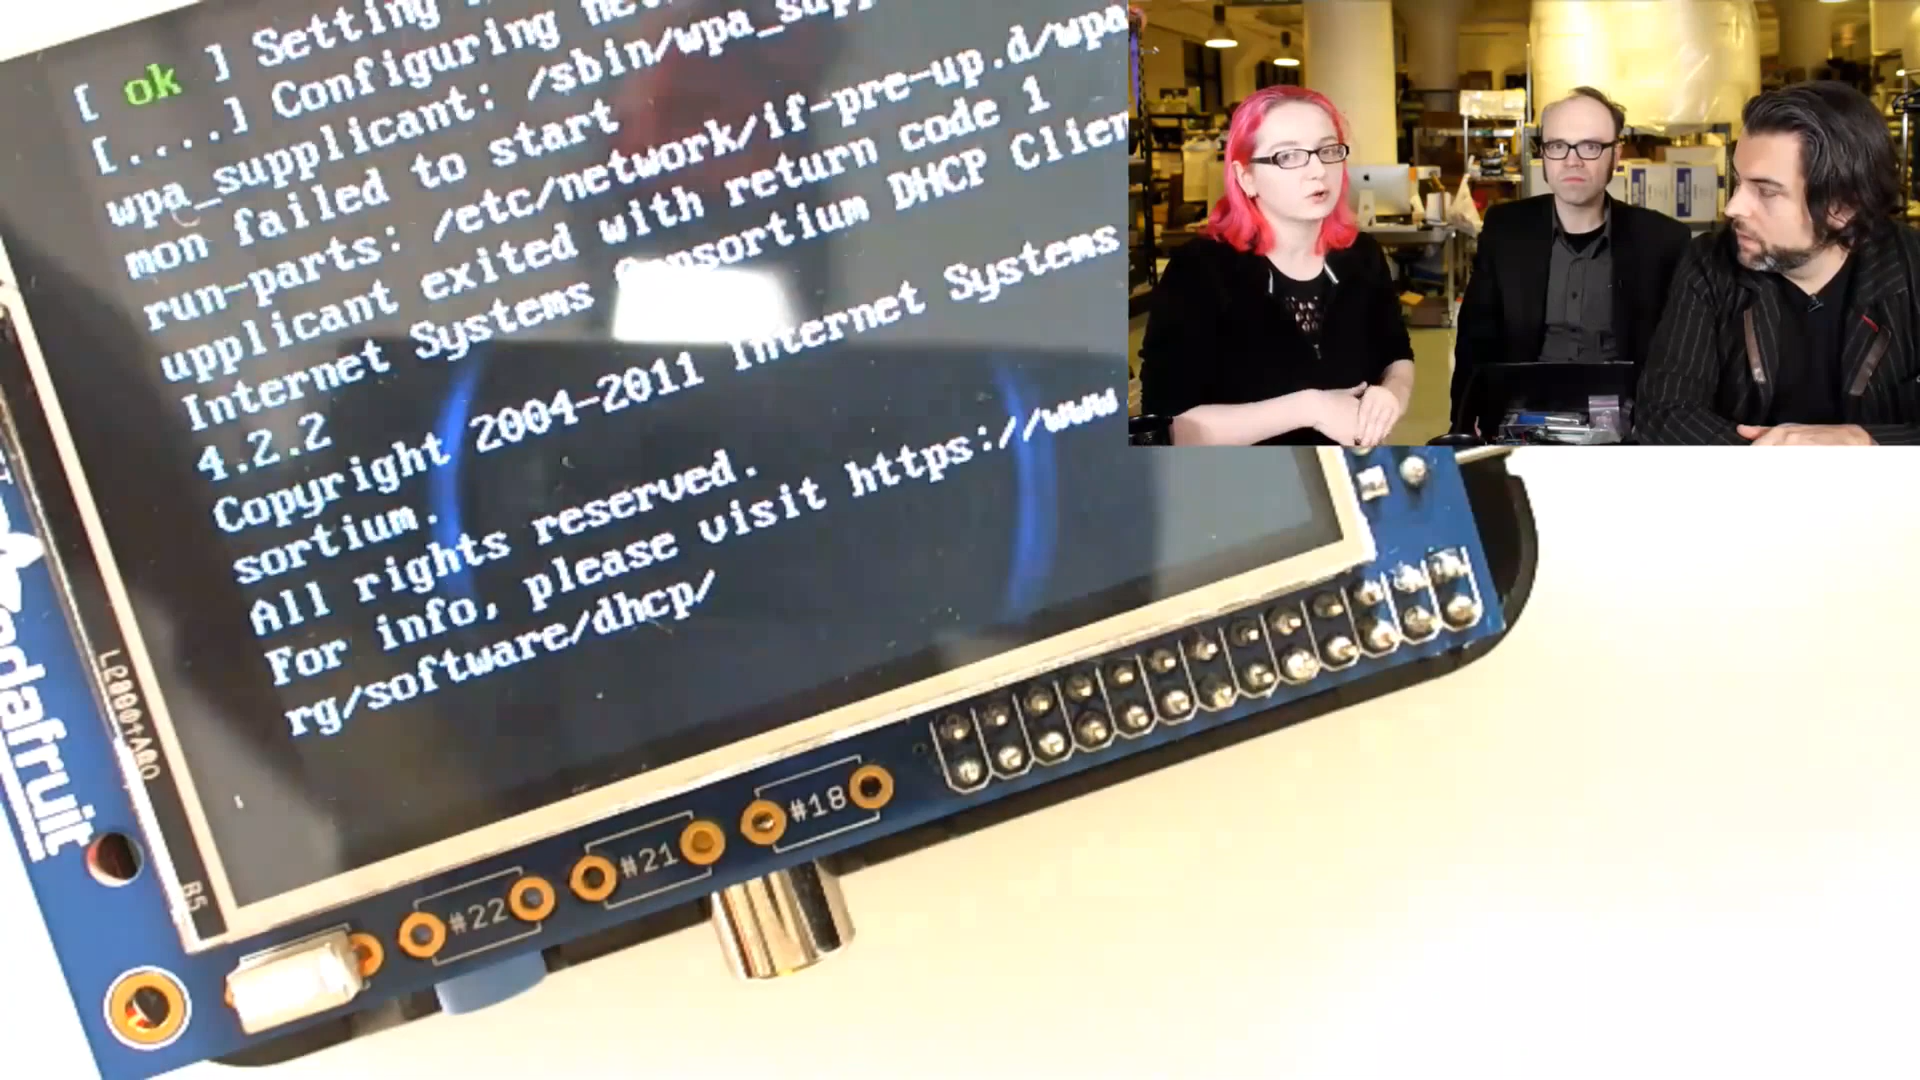 [ ok ] Setting
[....] Configuring
wpa_supplicant: /sbin/wpa_supp
mon failed to start
run-parts: /etc/network/if-pre-up.d/wpa
upplicant exited with return code 1
Internet Systems Consortium DHCP Clien
4.2.2
Copyright 2004-2011 Internet Systems
sortium.
All rights reserved.
For info, please visit https://www
rg/software/dhcp/
adafruit
#22
#21
#18